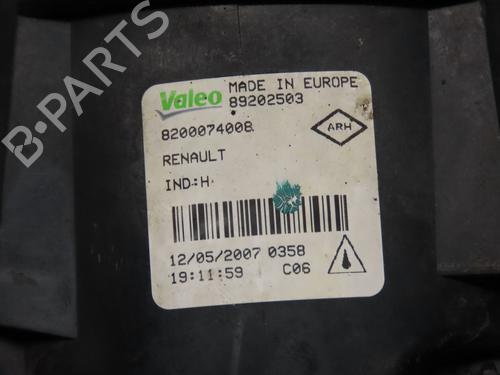 Valeo MADE IN EUROPE
89202503
8200074008
ARH
RENAULT
IND:H
12/05/2007 0358
19:11:59 C06
B-PARTS